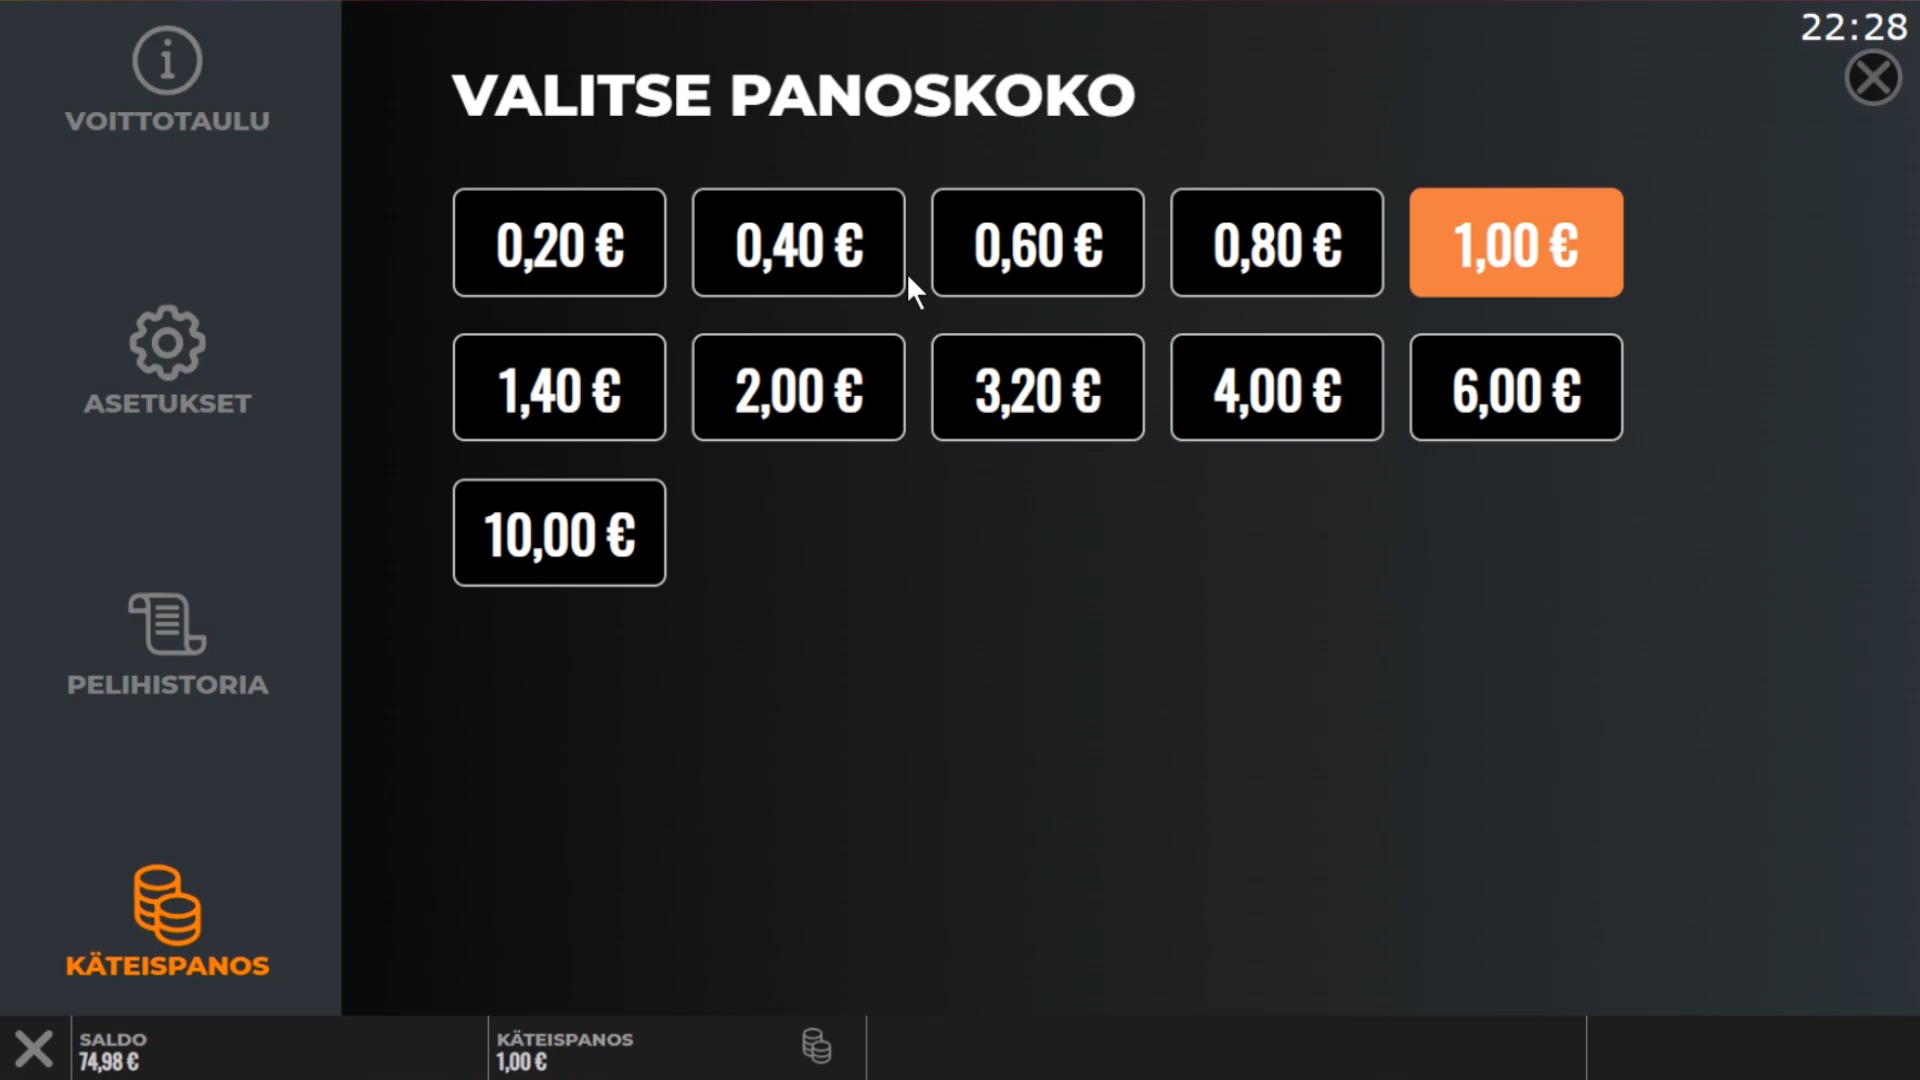 22:28
VOITTOTAULU
VALITSE PANOSKOKO
0,20 € 0,40 € 0,60 € 0,80 € 1,00 €
1,40 € 2,00 € 3,20 € 4,00 € 6,00 €
10,00 €
ASETUKSET
PELIHISTORIA
KÄTEISPANOS
SALDO
74,98 €
KÄTEISPANOS
1,00 €